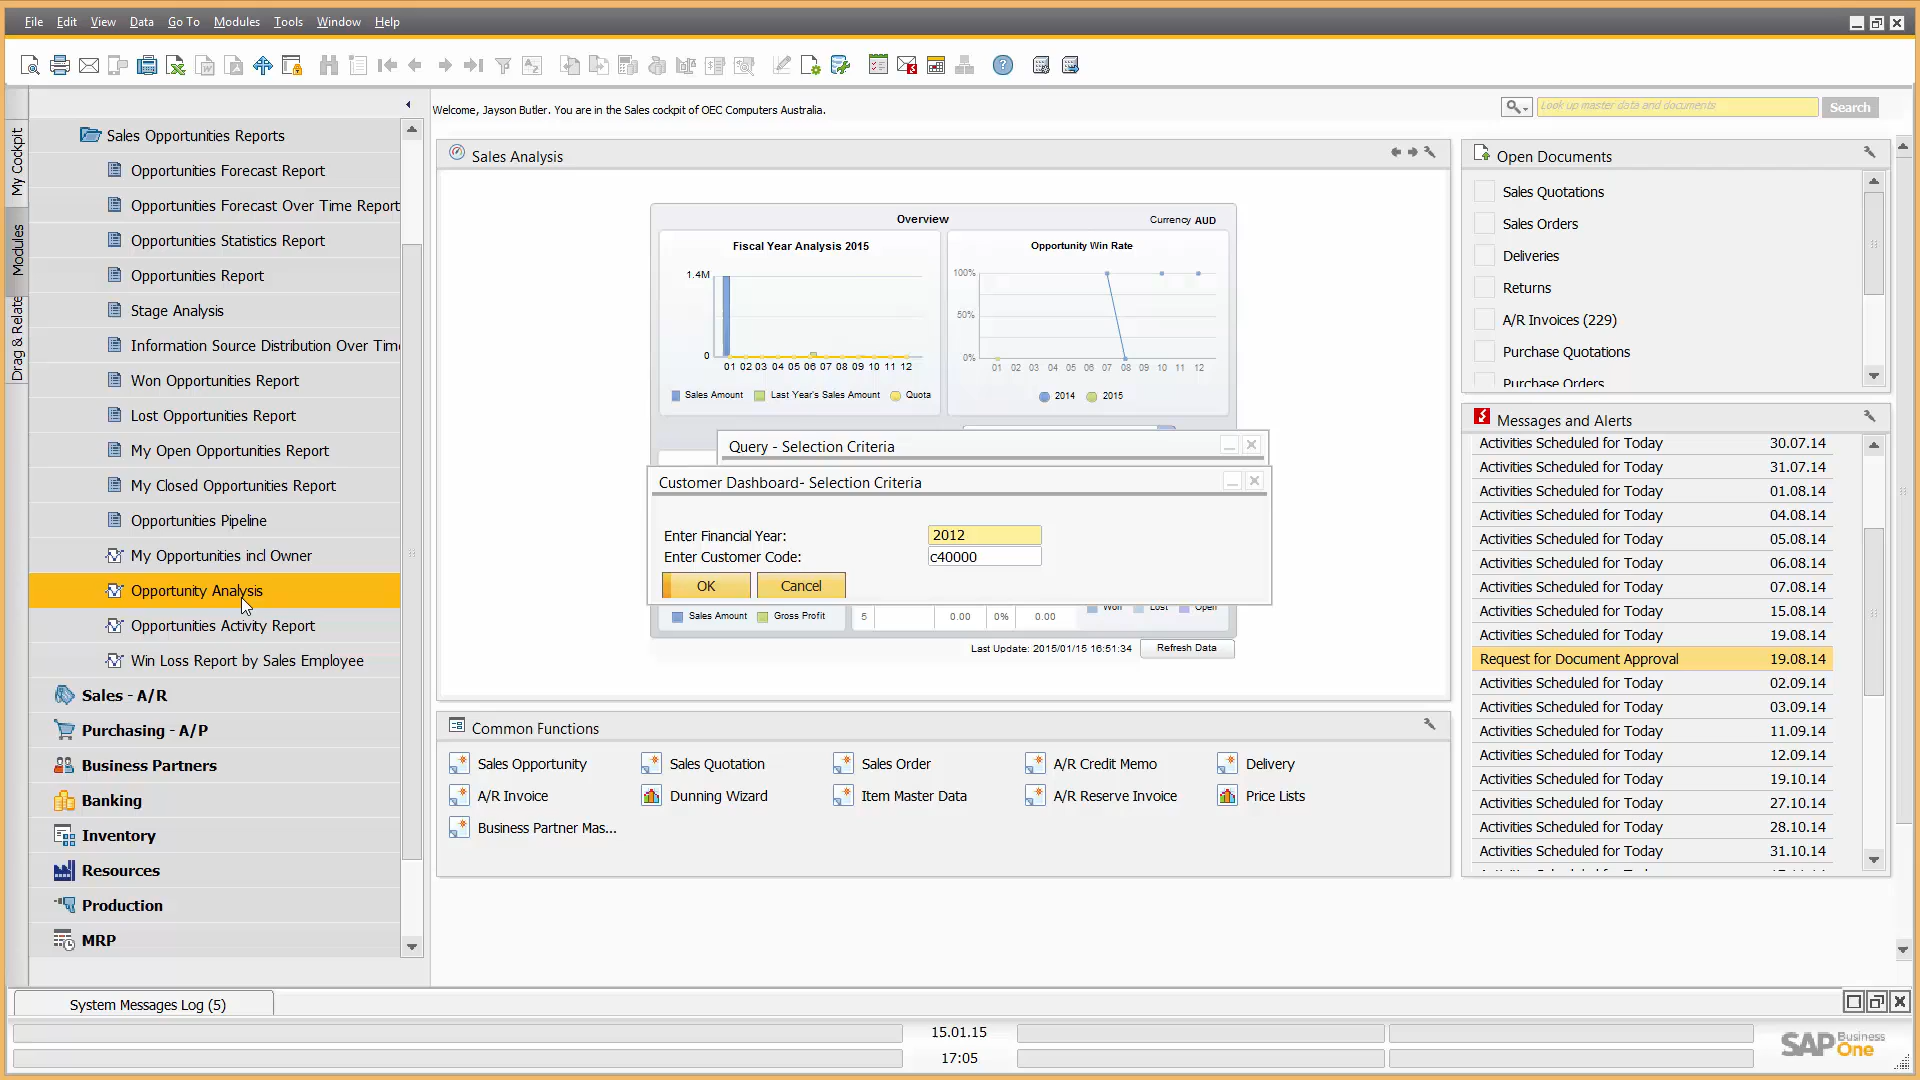 File Edit View Data Go To Modules Tools Window Help
Welcome, Jayson Butler. You are in the Sales cockpit of OEC Computers Australia.
Look up master data and documents
Search
My Cockpit
Modules
Drag & Relate
Sales Opportunities Reports
Opportunities Forecast Report
Opportunities Forecast Over Time Report
Opportunities Statistics Report
Opportunities Report
Stage Analysis
Information Source Distribution Over Time
Won Opportunities Report
Lost Opportunities Report
My Open Opportunities Report
My Closed Opportunities Report
Opportunities Pipeline
My Opportunities incl Owner
Opportunity Analysis
Opportunities Activity Report
Win Loss Report by Sales Employee
Sales - A/R
Purchasing - A/P
Business Partners
Banking
Inventory
Resources
Production
MRP
Sales Analysis
Overview
Currency AUD
Fiscal Year Analysis 2015
1.4M
0
01 02 03 04 05 06 07 08 09 10 11 12
Sales Amount Last Year's Sales Amount Quota
Opportunity Win Rate
100%
50%
0%
01 02 03 04 05 06 07 08 09 10 11 12
2014 2015
Query - Selection Criteria
Customer Dashboard- Selection Criteria
Enter Financial Year: 2012
Enter Customer Code: c40000
OK Cancel
Sales Amount Gross Profit
5 0.00 0% 0.00
Won Lost Open
Last Update: 2015/01/15 16:51:34
Refresh Data
Common Functions
Sales Opportunity Sales Quotation Sales Order A/R Credit Memo Delivery
A/R Invoice Dunning Wizard Item Master Data A/R Reserve Invoice Price Lists
Business Partner Mas...
Open Documents
Sales Quotations
Sales Orders
Deliveries
Returns
A/R Invoices (229)
Purchase Quotations
Purchase Orders
Messages and Alerts
Activities Scheduled for Today 30.07.14
Activities Scheduled for Today 31.07.14
Activities Scheduled for Today 01.08.14
Activities Scheduled for Today 04.08.14
Activities Scheduled for Today 05.08.14
Activities Scheduled for Today 06.08.14
Activities Scheduled for Today 07.08.14
Activities Scheduled for Today 15.08.14
Activities Scheduled for Today 19.08.14
Request for Document Approval 19.08.14
Activities Scheduled for Today 02.09.14
Activities Scheduled for Today 03.09.14
Activities Scheduled for Today 11.09.14
Activities Scheduled for Today 12.09.14
Activities Scheduled for Today 19.10.14
Activities Scheduled for Today 27.10.14
Activities Scheduled for Today 28.10.14
Activities Scheduled for Today 31.10.14
System Messages Log (5)
15.01.15
17:05
SAP Business One